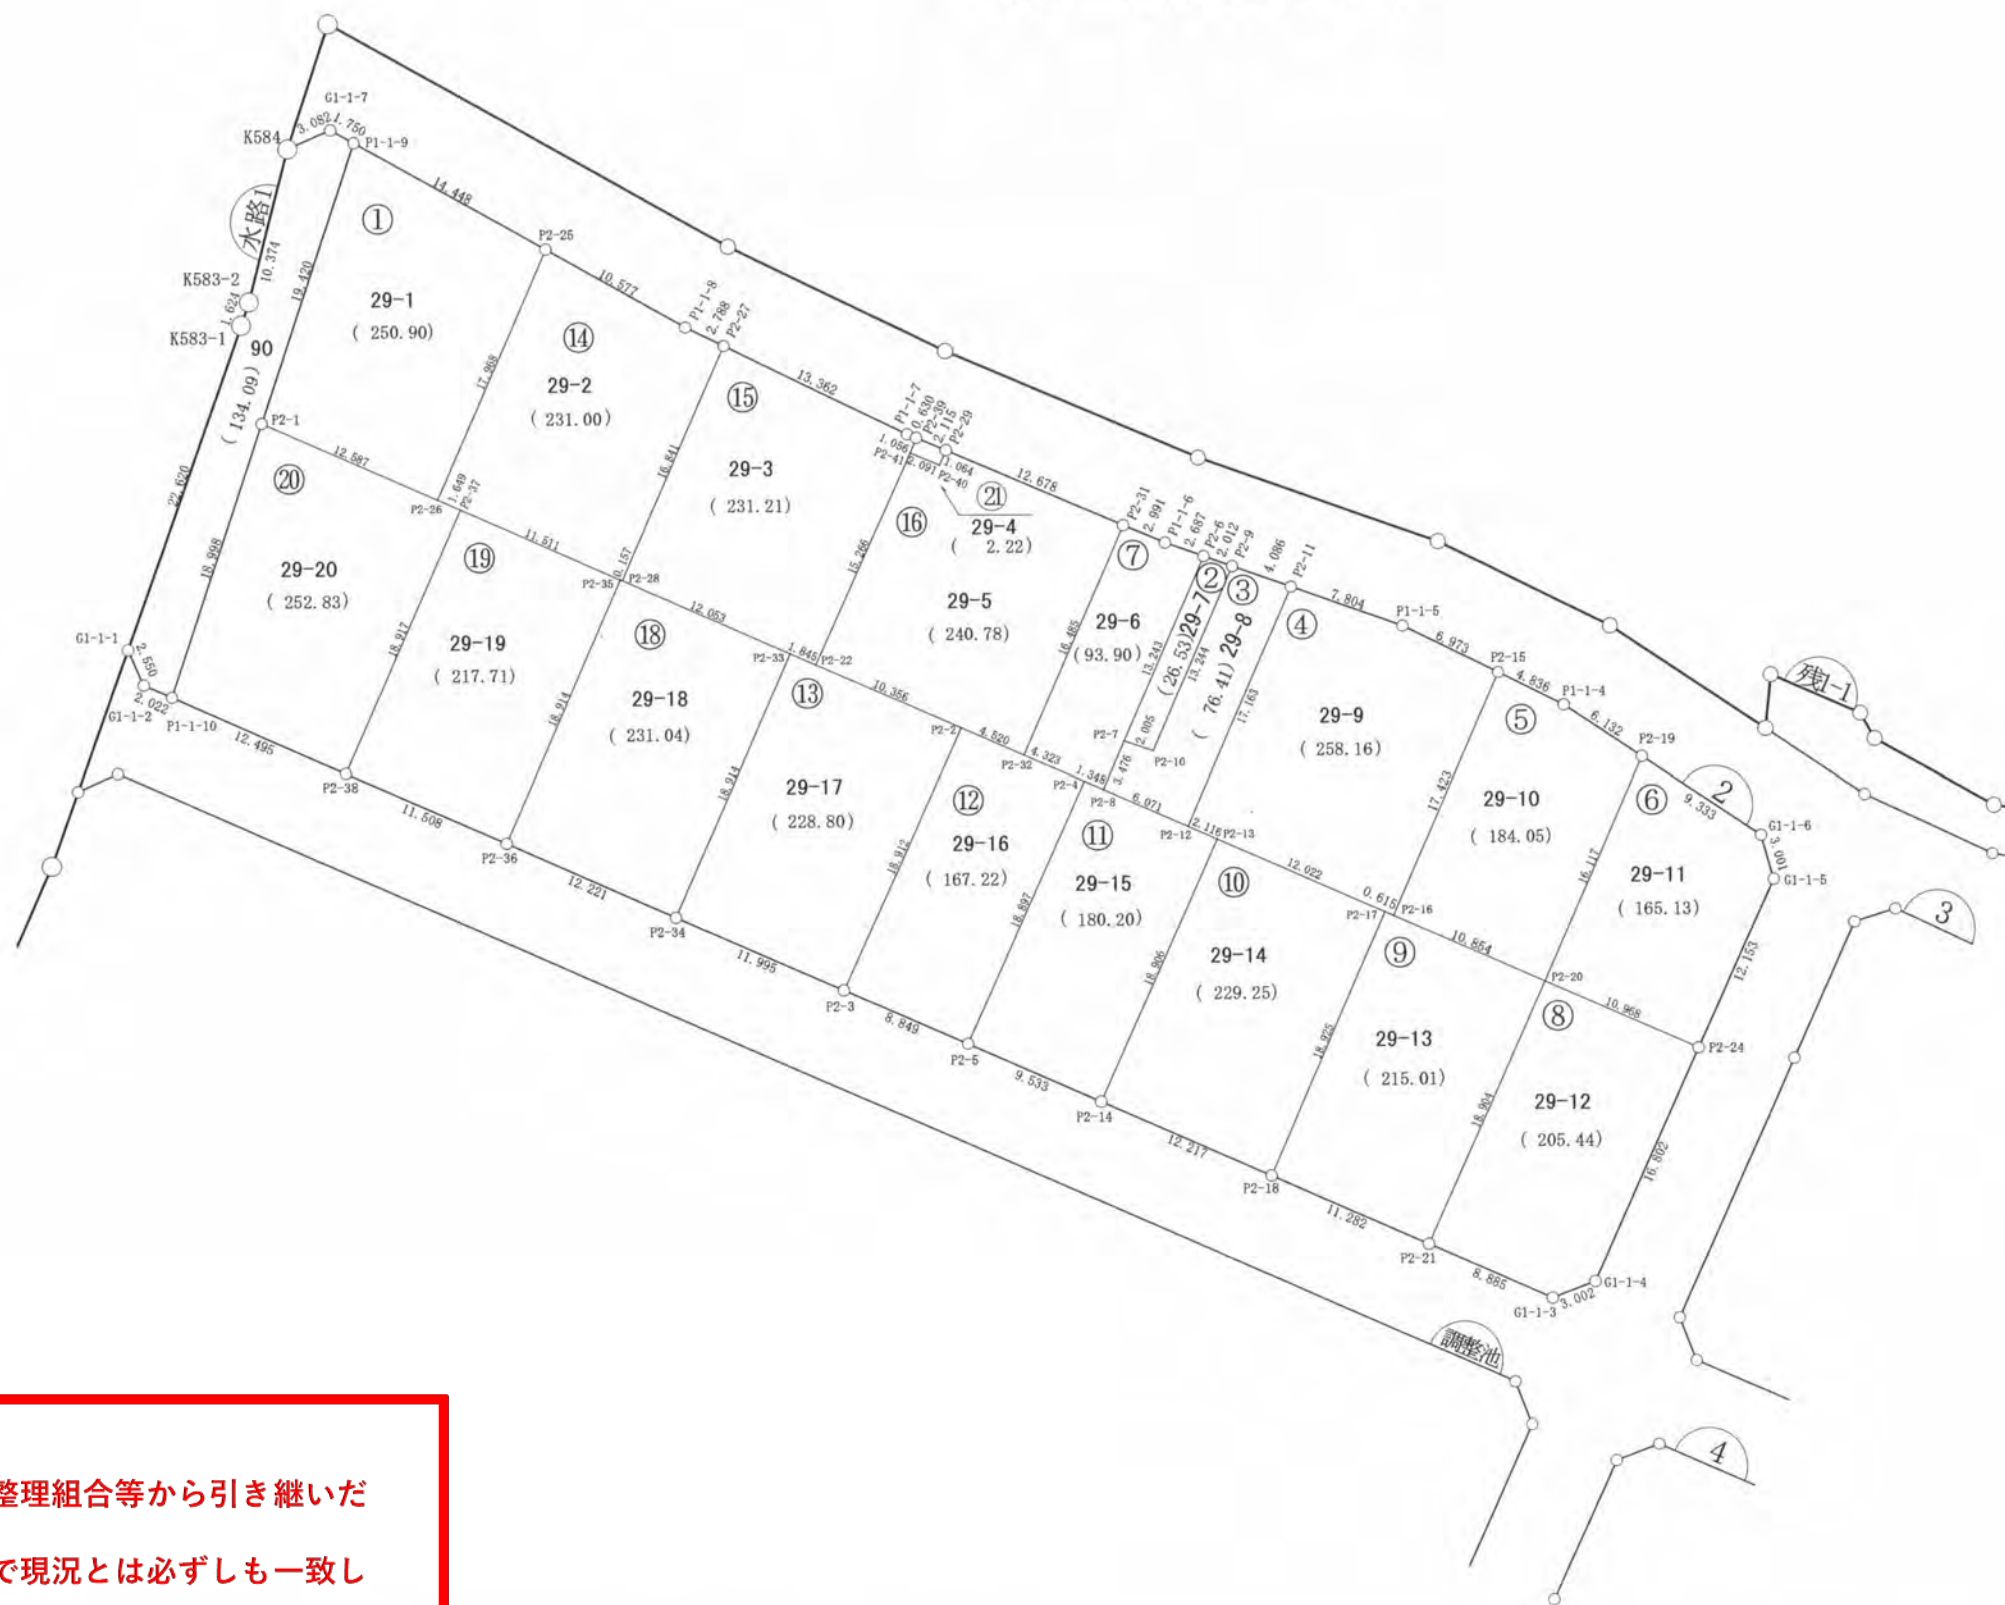 G1-1-7
3.082
1.750
K584
P1-1-9
水路1
10.374
14.448
①
P2-25
K583-2
1.624
K583-1
19.420
29-1
( 250.90)
90
( 134.09)
10.577
P1-1-8
2.788
P2-27
⑭
17.968
29-2
( 231.00)
13.362
P1-1-7
0.630
P2-39
2.115
P2-29
⑮
1.056
P2-41
2.091
P2-40
1.064
16.841
29-3
( 231.21)
P2-1
12.587
1.649
P2-37
P2-26
12.678
㉑
29-4
( 2.22)
⑯
P2-31
2.991
P1-1-6
2.687
P2-6
2.012
P2-9
4.086
P2-11
⑦
②
③
7.804
P1-1-5
④
6.973
P2-15
4.836
P1-1-4
6.132
P2-19
⑤
2
9.333
⑥
G1-1-6
3.001
G1-1-5
残1-1
22.620
⑳
18.998
29-20
( 252.83)
11.511
⑲
18.917
29-19
( 217.71)
P2-35
0.157
P2-28
15.266
29-5
( 240.78)
16.485
29-6
( 93.90)
13.243
29-7
( 26.53)
13.244
29-8
( 76.41)
17.163
29-9
( 258.16)
12.053
⑱
P2-33
1.845
P2-22
18.914
29-18
( 231.04)
⑬
10.356
P2-2
4.520
P2-32
4.323
P2-4
1.348
P2-8
P2-7
2.005
P2-10
3.476
6.071
P2-12
2.116
P2-13
17.423
29-10
( 184.05)
16.117
29-11
( 165.13)
12.153
3
G1-1-1
2.550
G1-1-2
2.022
P1-1-10
12.495
P2-38
11.508
P2-36
18.914
29-17
( 228.80)
⑫
18.912
29-16
( 167.22)
⑪
18.897
29-15
( 180.20)
⑩
12.022
0.615
P2-17
P2-16
10.854
P2-20
10.968
P2-24
12.221
P2-34
11.995
P2-3
8.849
P2-5
18.906
29-14
( 229.25)
⑨
18.925
29-13
( 215.01)
⑧
18.904
29-12
( 205.44)
16.802
9.533
P2-14
12.217
P2-18
11.282
P2-21
8.885
G1-1-3
3.002
G1-1-4
調整池
4
整理組合等から引き継いだ
で現況とは必ずしも一致し